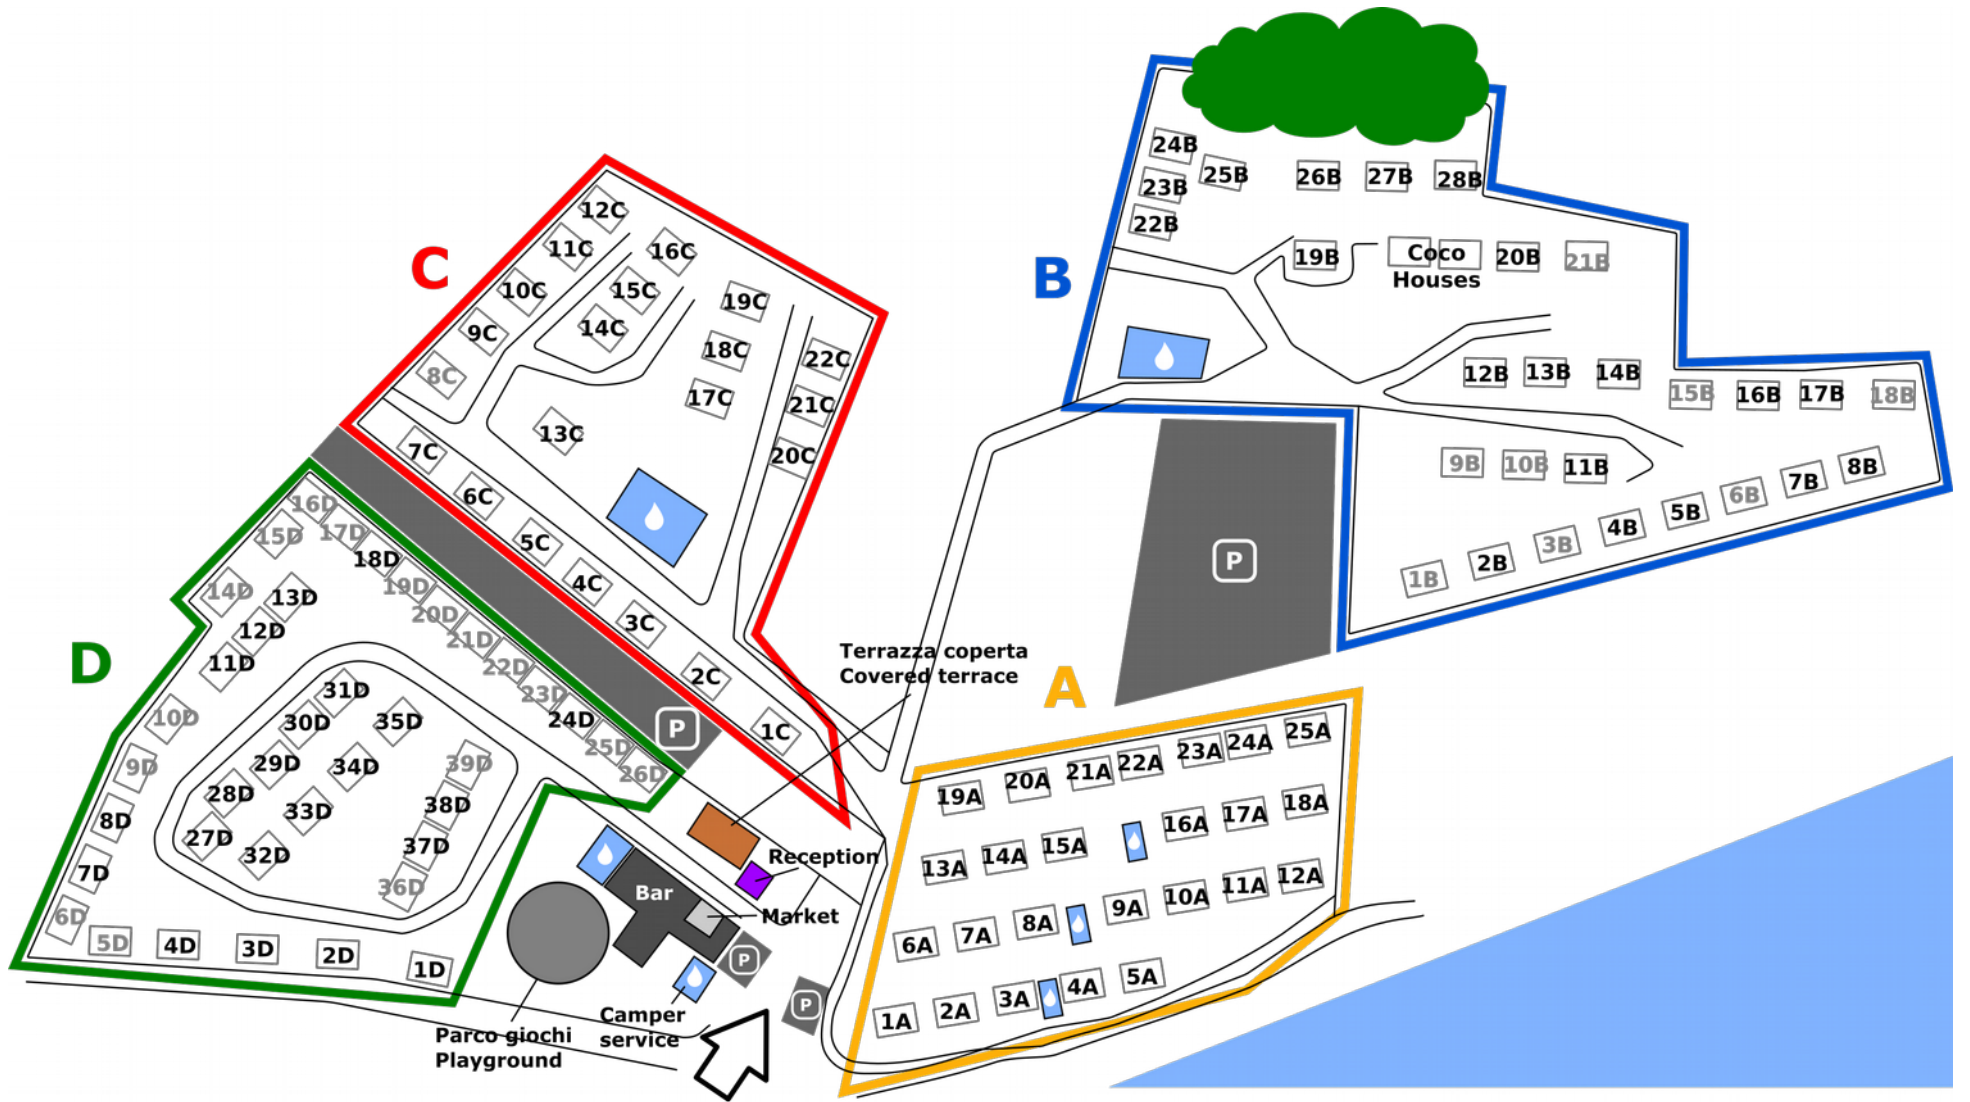 24B
25B
23B
22B
26B
27B
28B
12C
11C
16C
C
10C
15C
19C
B
19B
Coco
Houses
20B
21B
9C
14C
18C
22C
8C
17C
21C
12B
13B
14B
15B
16B
17B
18B
13C
7C
20C
9B
10B
11B
8B
7B
6C
6B
5B
16D
17D
15D
5C
4B
3B
P
2B
1B
18D
4C
19D
14D
13D
20D
3C
12D
21D
D
11D
22D
2C
Terrazza coperta
Covered terrace
A
31D
23D
30D
35D
24D
10D
P
1C
25D
26D
29D
34D
39D
9D
28D
33D
38D
8D
27D
32D
37D
7D
36D
6D
5D
4D
3D
2D
1D
25A
24A
23A
22A
21A
20A
19A
18A
17A
16A
15A
14A
13A
12A
11A
10A
9A
8A
7A
6A
5A
4A
3A
2A
1A
Reception
Bar
Market
P
P
Camper
service
Parco giochi
Playground